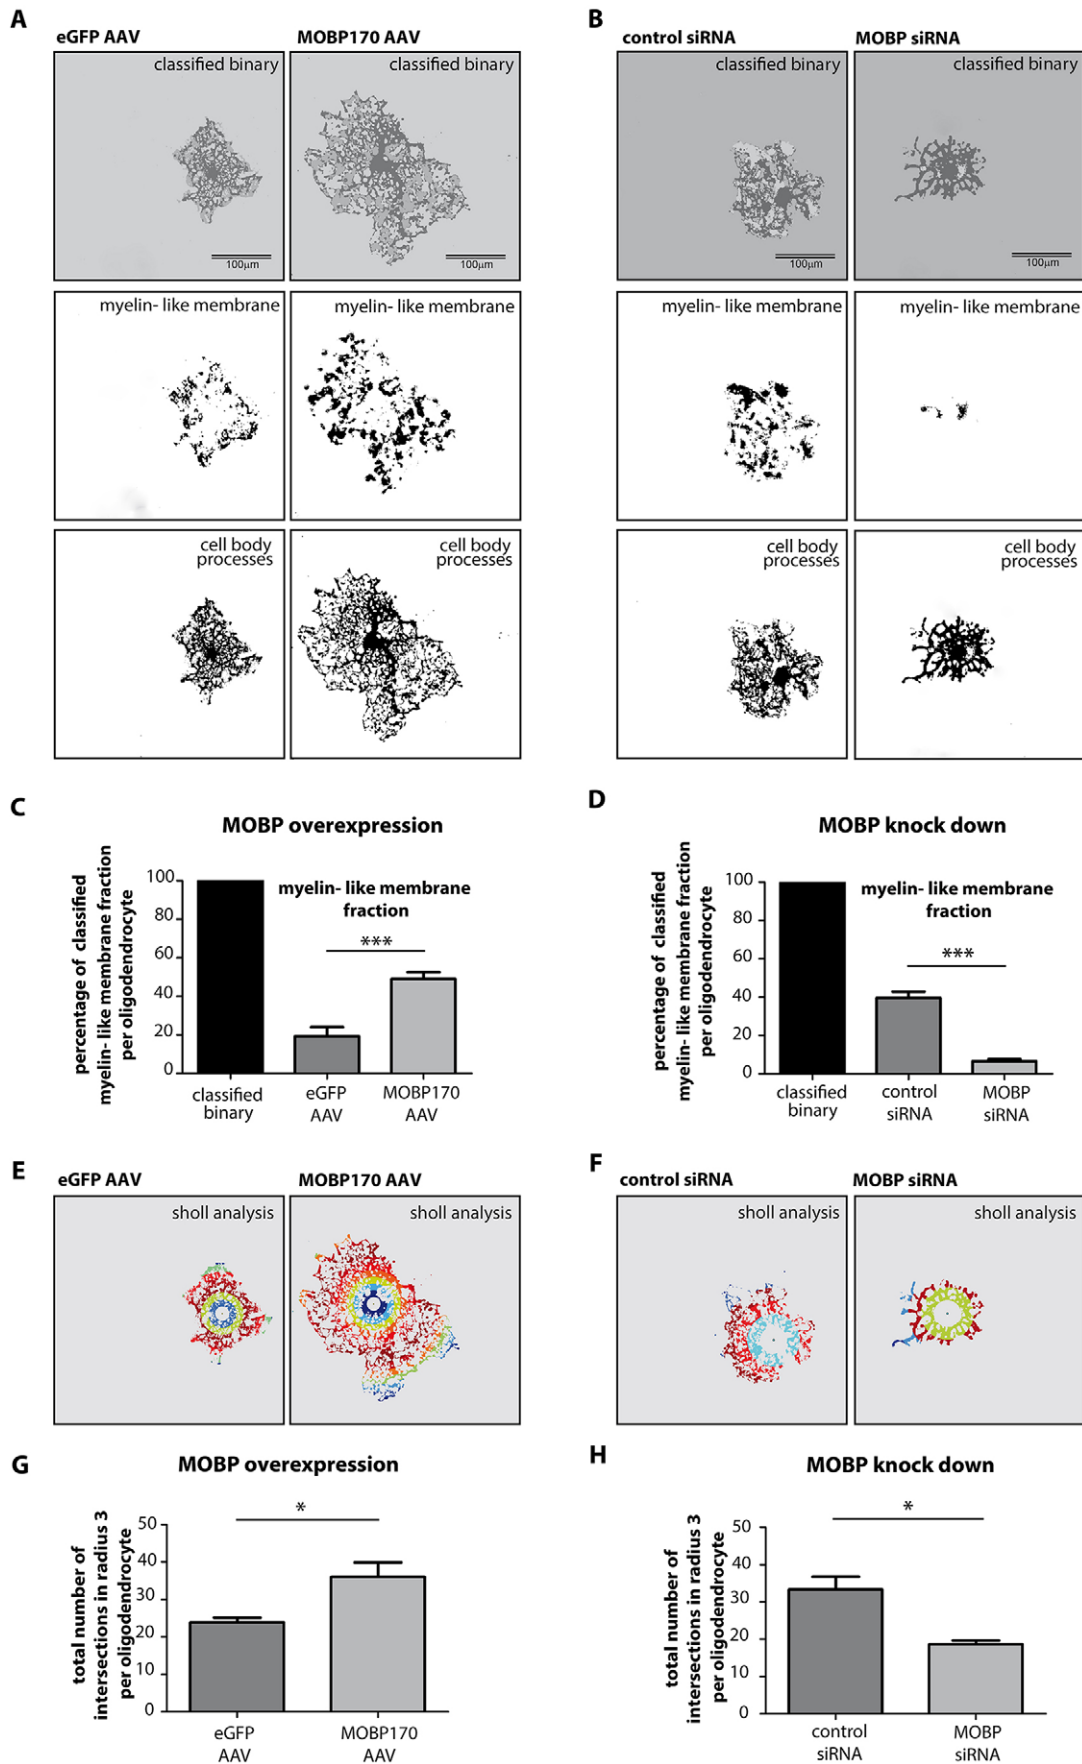 A
eGFP AAV
MOBP170 AAV
classified binary
classified binary
100µm
100µm
myelin- like membrane
myelin- like membrane
cell body
processes
cell body
processes
B
control siRNA
MOBP siRNA
classified binary
classified binary
100µm
100µm
myelin- like membrane
myelin- like membrane
cell body
processes
cell body
processes
C
MOBP overexpression
percentage of classified
myelin- like membrane fraction
per oligodendrocyte
100
80
60
40
20
0
myelin- like membrane
fraction
***
classified
binary
eGFP
AAV
MOBP170
AAV
D
MOBP knock down
percentage of classified
myelin- like membrane fraction
per oligodendrocyte
100
80
60
40
20
0
myelin- like membrane
fraction
***
classified
binary
control
siRNA
MOBP
siRNA
E
eGFP AAV
MOBP170 AAV
sholl analysis
sholl analysis
F
control siRNA
MOBP siRNA
sholl analysis
sholl analysis
G
MOBP overexpression
total number of
intersections in radius 3
per oligodendrocyte
50
40
30
20
10
0
*
eGFP
AAV
MOBP170
AAV
H
MOBP knock down
total number of
intersections in radius 3
per oligodendrocyte
50
40
30
20
10
0
*
control
siRNA
MOBP
siRNA